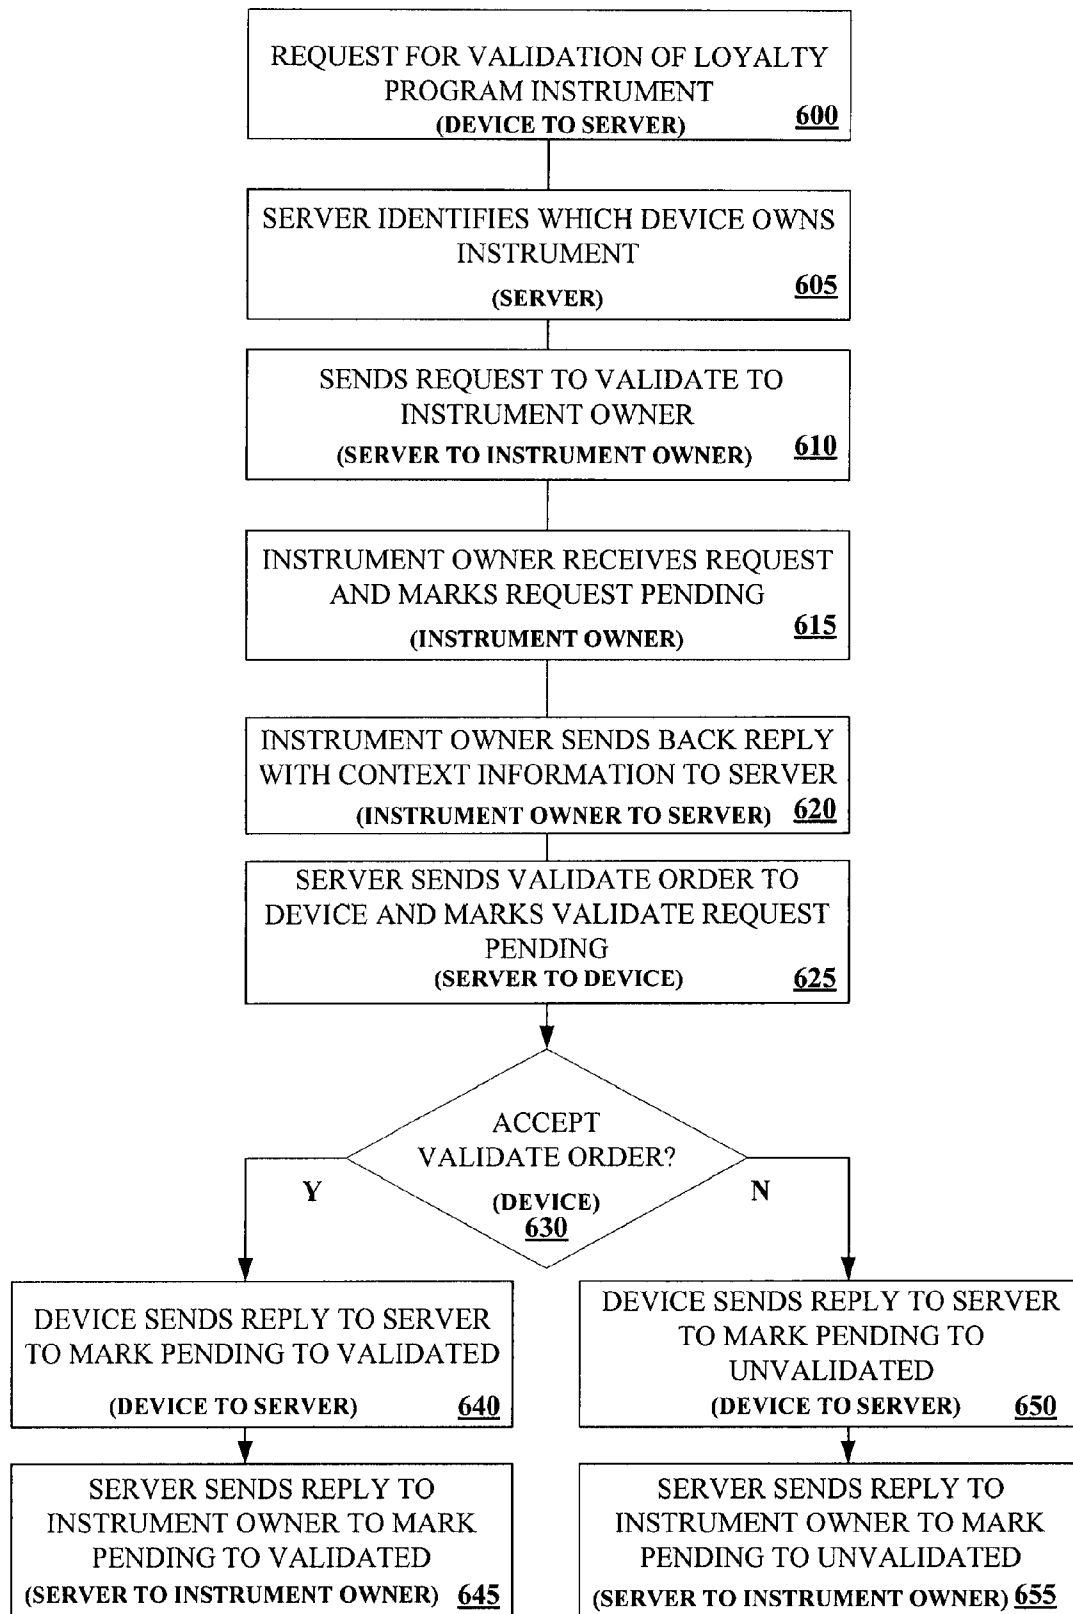 REQUEST FOR VALIDATION OF LOYALTY
PROGRAM INSTRUMENT
(DEVICE TO SERVER)
600
SERVER IDENTIFIES WHICH DEVICE OWNS
INSTRUMENT
(SERVER)
605
SENDS REQUEST TO VALIDATE TO
INSTRUMENT OWNER
(SERVER TO INSTRUMENT OWNER)
610
INSTRUMENT OWNER RECEIVES REQUEST
AND MARKS REQUEST PENDING
(INSTRUMENT OWNER)
615
INSTRUMENT OWNER SENDS BACK REPLY
WITH CONTEXT INFORMATION TO SERVER
(INSTRUMENT OWNER TO SERVER)
620
SERVER SENDS VALIDATE ORDER TO
DEVICE AND MARKS VALIDATE REQUEST
PENDING
(SERVER TO DEVICE)
625
ACCEPT
VALIDATE ORDER?
(DEVICE)
630
Y
N
DEVICE SENDS REPLY TO SERVER
TO MARK PENDING TO VALIDATED
(DEVICE TO SERVER)
640
DEVICE SENDS REPLY TO SERVER
TO MARK PENDING TO
UNVALIDATED
(DEVICE TO SERVER)
650
SERVER SENDS REPLY TO
INSTRUMENT OWNER TO MARK
PENDING TO VALIDATED
(SERVER TO INSTRUMENT OWNER)
645
SERVER SENDS REPLY TO
INSTRUMENT OWNER TO MARK
PENDING TO UNVALIDATED
(SERVER TO INSTRUMENT OWNER)
655